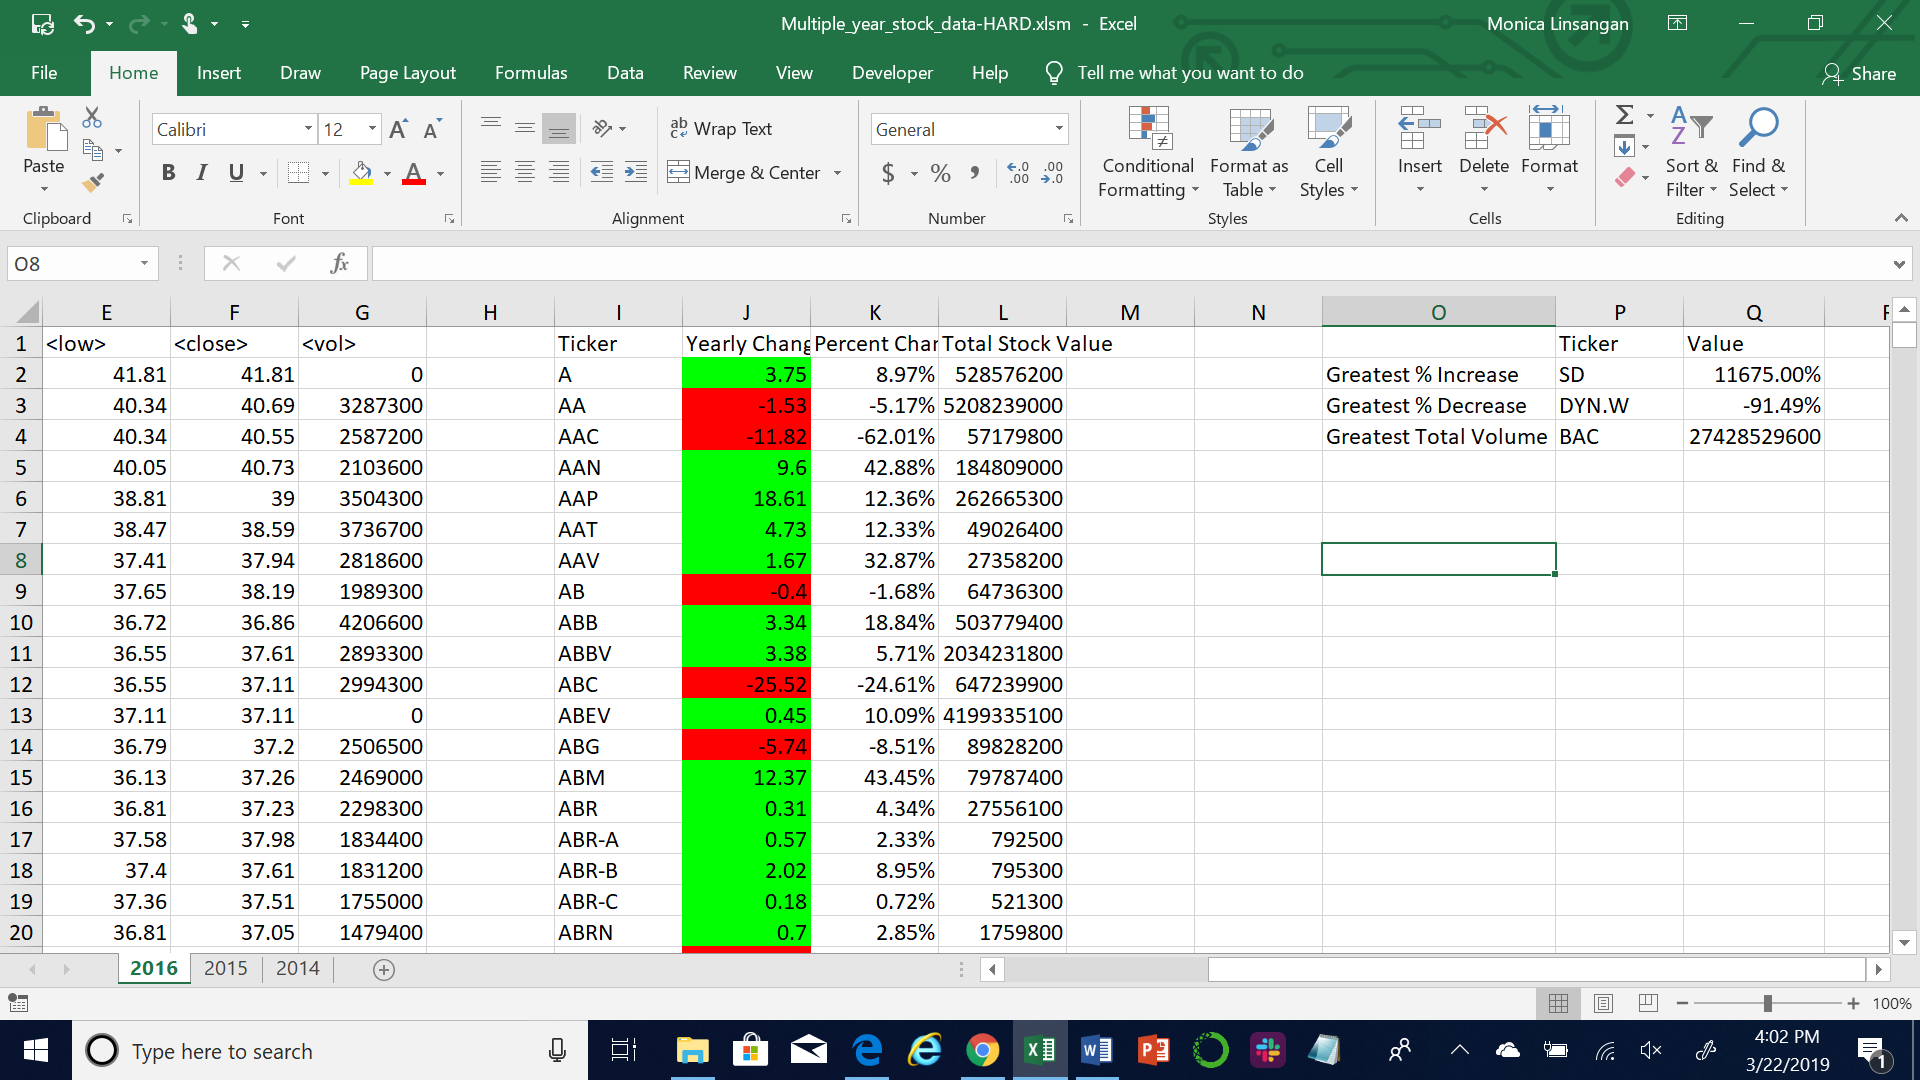 Multiple_year_stock_data-HARD.xlsm - Excel
Monica Linsangan
File Home Insert Draw Page Layout Formulas Data Review View Developer Help Tell me what you want to do Share
Calibri 12 ab Wrap Text General
Paste B I U A Merge & Center $ % , Conditional Formatting Format as Table Cell Styles Insert Delete Format Sort & Filter Find & Select
Clipboard Font Alignment Number Styles Cells Editing
O8 fx
E F G H I J K L M N O P Q
1 <low> <close> <vol> Ticker Yearly Chang Percent Char Total Stock Value Ticker Value
2 41.81 41.81 0 A 3.75 8.97% 528576200 Greatest % Increase SD 11675.00%
3 40.34 40.69 3287300 AA -1.53 -5.17% 5208239000 Greatest % Decrease DYN.W -91.49%
4 40.34 40.55 2587200 AAC -11.82 -62.01% 57179800 Greatest Total Volume BAC 27428529600
5 40.05 40.73 2103600 AAN 9.6 42.88% 184809000
6 38.81 39 3504300 AAP 18.61 12.36% 262665300
7 38.47 38.59 3736700 AAT 4.73 12.33% 49026400
8 37.41 37.94 2818600 AAV 1.67 32.87% 27358200
9 37.65 38.19 1989300 AB -0.4 -1.68% 64736300
10 36.72 36.86 4206600 ABB 3.34 18.84% 503779400
11 36.55 37.61 2893300 ABBV 3.38 5.71% 2034231800
12 36.55 37.11 2994300 ABC -25.52 -24.61% 647239900
13 37.11 37.11 0 ABEV 0.45 10.09% 4199335100
14 36.79 37.2 2506500 ABG -5.74 -8.51% 89828200
15 36.13 37.26 2469000 ABM 12.37 43.45% 79787400
16 36.81 37.23 2298300 ABR 0.31 4.34% 27556100
17 37.58 37.98 1834400 ABR-A 0.57 2.33% 792500
18 37.4 37.61 1831200 ABR-B 2.02 8.95% 795300
19 37.36 37.51 1755000 ABR-C 0.18 0.72% 521300
20 36.81 37.05 1479400 ABRN 0.7 2.85% 1759800
2016 2015 2014
100%
Type here to search
4:02 PM
3/22/2019
1